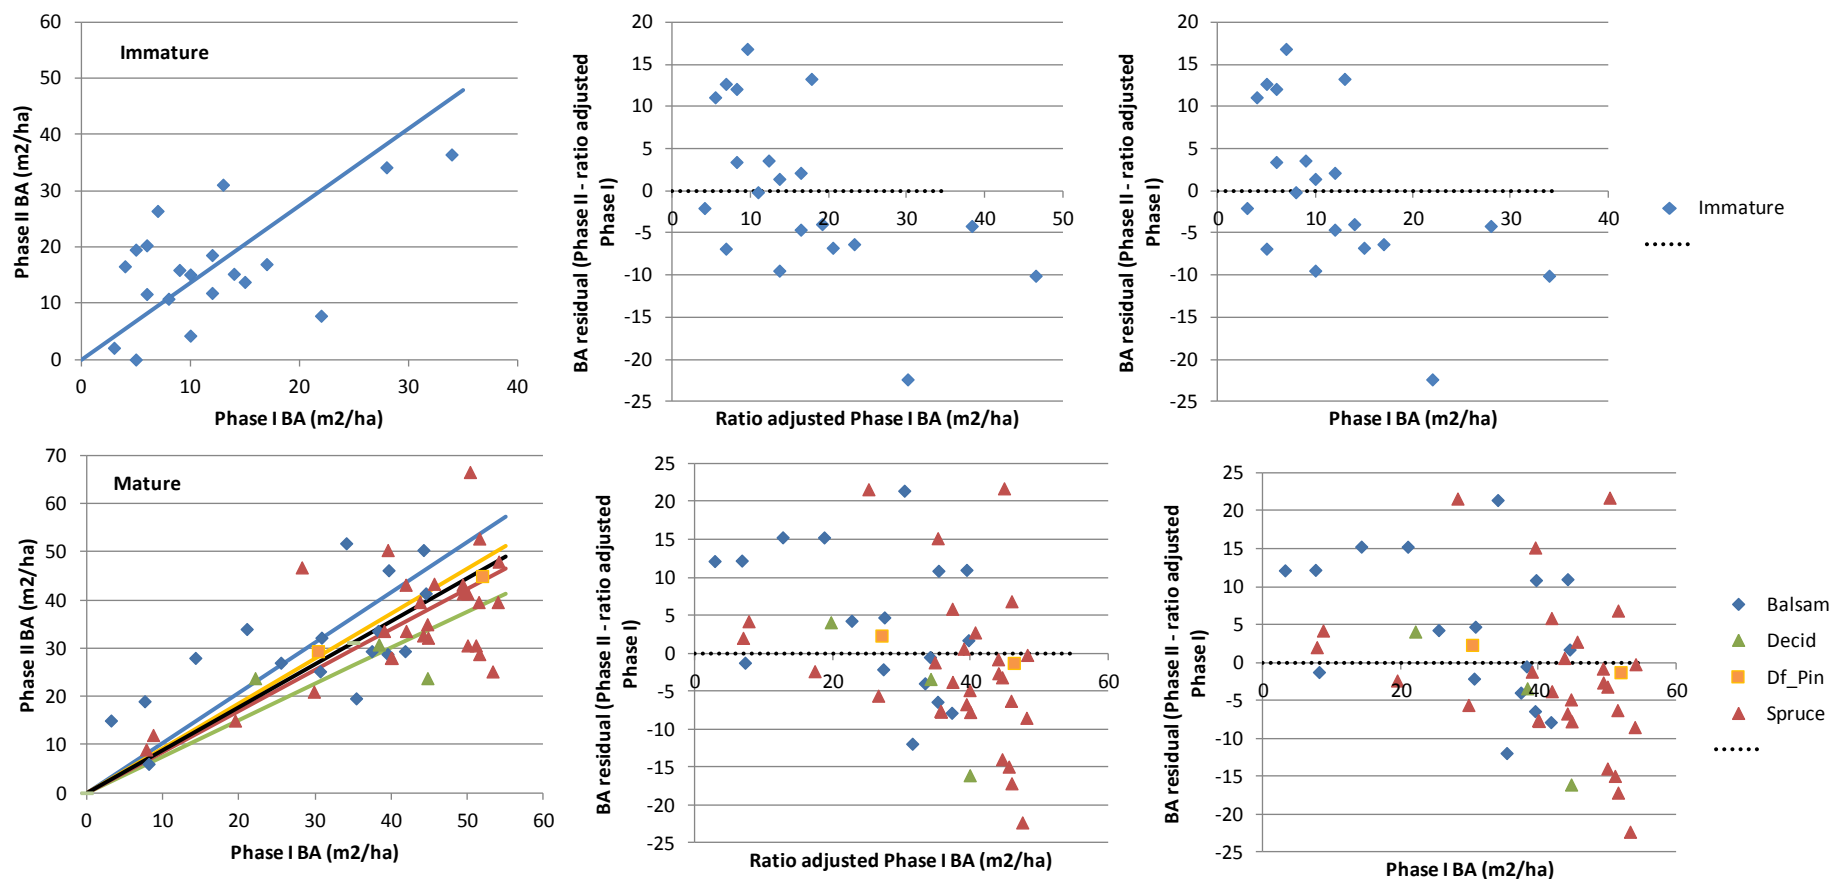 Immature
Phase II BA (m2/ha)
60
50
40
30
20
10
0
0 10 20 30 40
Phase I BA (m2/ha)
BA residual (Phase II - ratio adjusted
Phase I)
20
15
10
5
0
-5
-10
-15
-20
-25
0 10 20 30 40 50
Ratio adjusted Phase I BA (m2/ha)
BA residual (Phase II - ratio adjusted
Phase I)
20
15
10
5
0
-5
-10
-15
-20
-25
0 10 20 30 40
Phase I BA (m2/ha)
Immature
Mature
Phase II BA (m2/ha)
70
60
50
40
30
20
10
0
0 10 20 30 40 50 60
Phase I BA (m2/ha)
BA residual (Phase II - ratio adjusted
Phase I)
25
20
15
10
5
0
-5
-10
-15
-20
-25
0 20 40 60
Ratio adjusted Phase I BA (m2/ha)
BA residual (Phase II - ratio adjusted
Phase I)
25
20
15
10
5
0
-5
-10
-15
-20
-25
0 20 40 60
Phase I BA (m2/ha)
Balsam
Decid
Df_Pin
Spruce